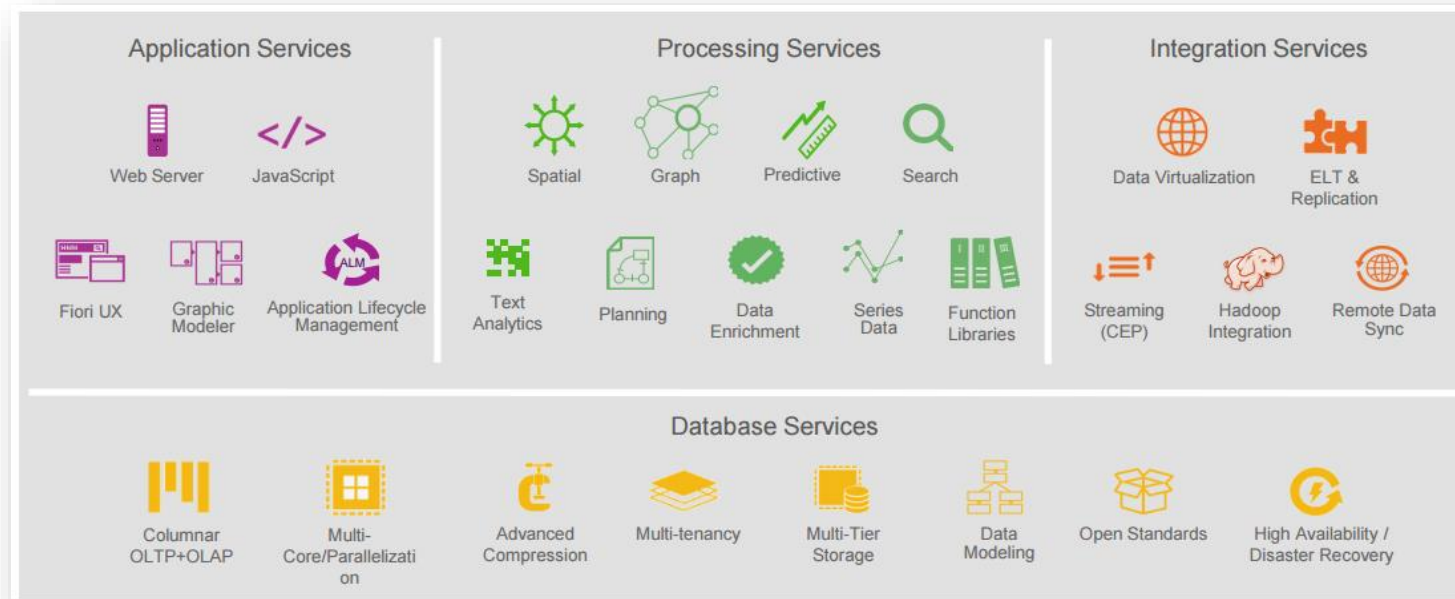 Application Services
Web Server
JavaScript
Fiori UX
Graphic
Modeler
ALM
Application Lifecycle
Management
Processing Services
Spatial
Graph
Predictive
Search
Text
Analytics
Planning
Data
Enrichment
Series
Data
I II III
Function
Libraries
Integration Services
Data Virtualization
ELT &
Replication
Streaming
(CEP)
Hadoop
Integration
Remote Data
Sync
Database Services
Columnar
OLTP+OLAP
Multi-
Core/Parallelizati
on
Advanced
Compression
Multi-tenancy
Multi-Tier
Storage
Data
Modeling
Open Standards
High Availability /
Disaster Recovery